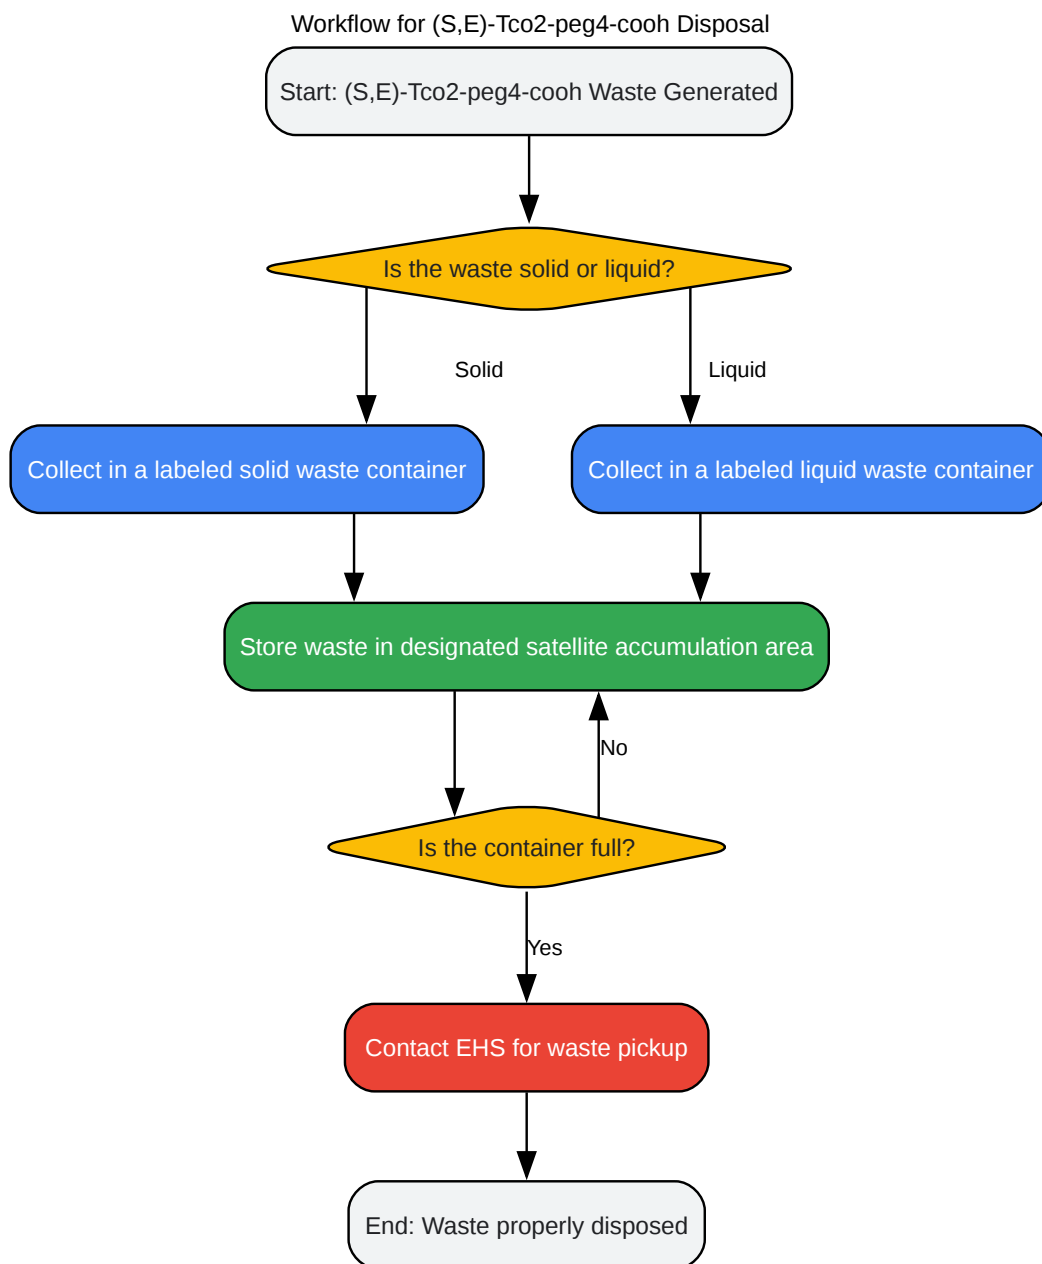 Workflow for (S,E)-Tco2-peg4-cooh Disposal
Start: (S,E)-Tco2-peg4-cooh Waste Generated
Is the waste solid or liquid?
Solid
Liquid
Collect in a labeled solid waste container
Collect in a labeled liquid waste container
Store waste in designated satellite accumulation area
No
Is the container full?
Yes
Contact EHS for waste pickup
End: Waste properly disposed